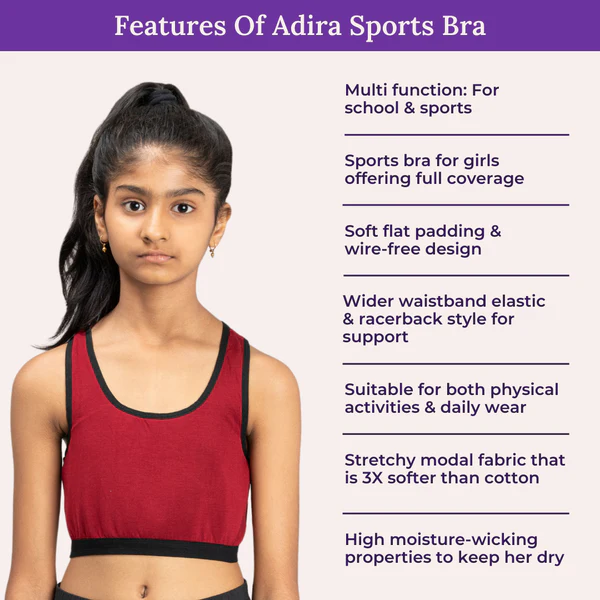 Features Of Adira Sports Bra
Multi function: For
school & sports
Sports bra for girls
offering full coverage
Soft flat padding &
wire-free design
Wider waistband elastic
& racerback style for
support
Suitable for both physical
activities & daily wear
Stretchy modal fabric that
is 3X softer than cotton
High moisture-wicking
properties to keep her dry